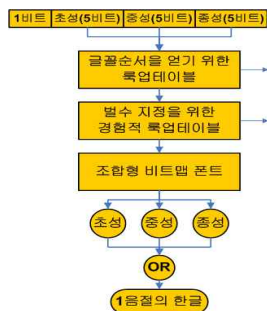 1비트 초성(5비트) 중성(5비트) 종성(5비트)
글꼴순서을 얻기 위한
룩업테이블
벌수 지정을 위한
경험적 룩업테이블
조합형 비트맵 폰트
초성 중성 종성
OR
1음절의 한글